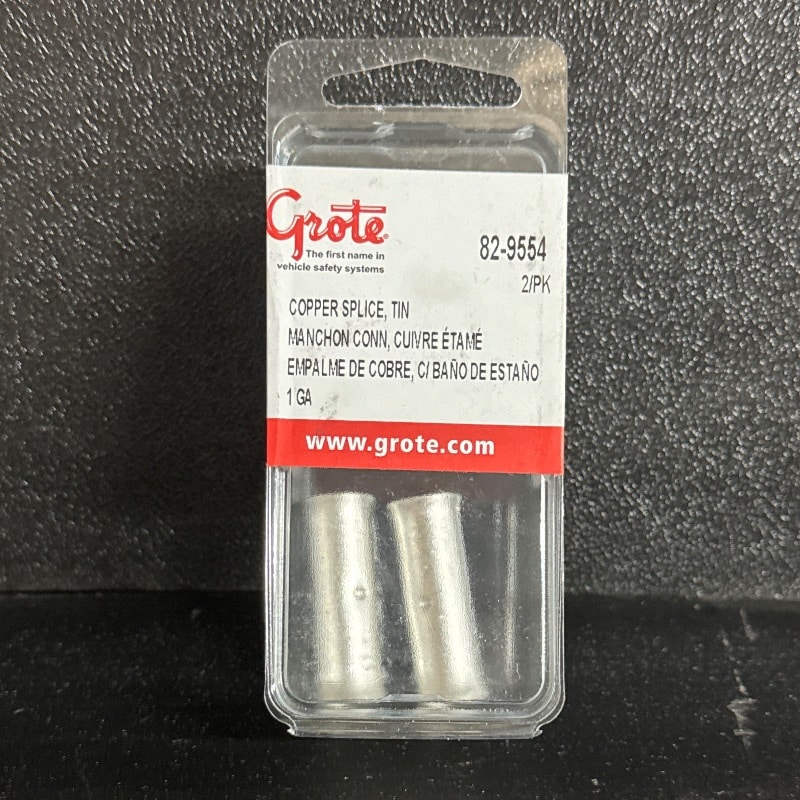 Grote®
The first name in
vehicle safety systems
82-9554
2/PK
COPPER SPLICE, TIN
MANCHON CONN, CUIVRE ÉTAMÉ
EMPALME DE COBRE, C/ BAÑO DE ESTAÑO
1 GA
www.grote.com